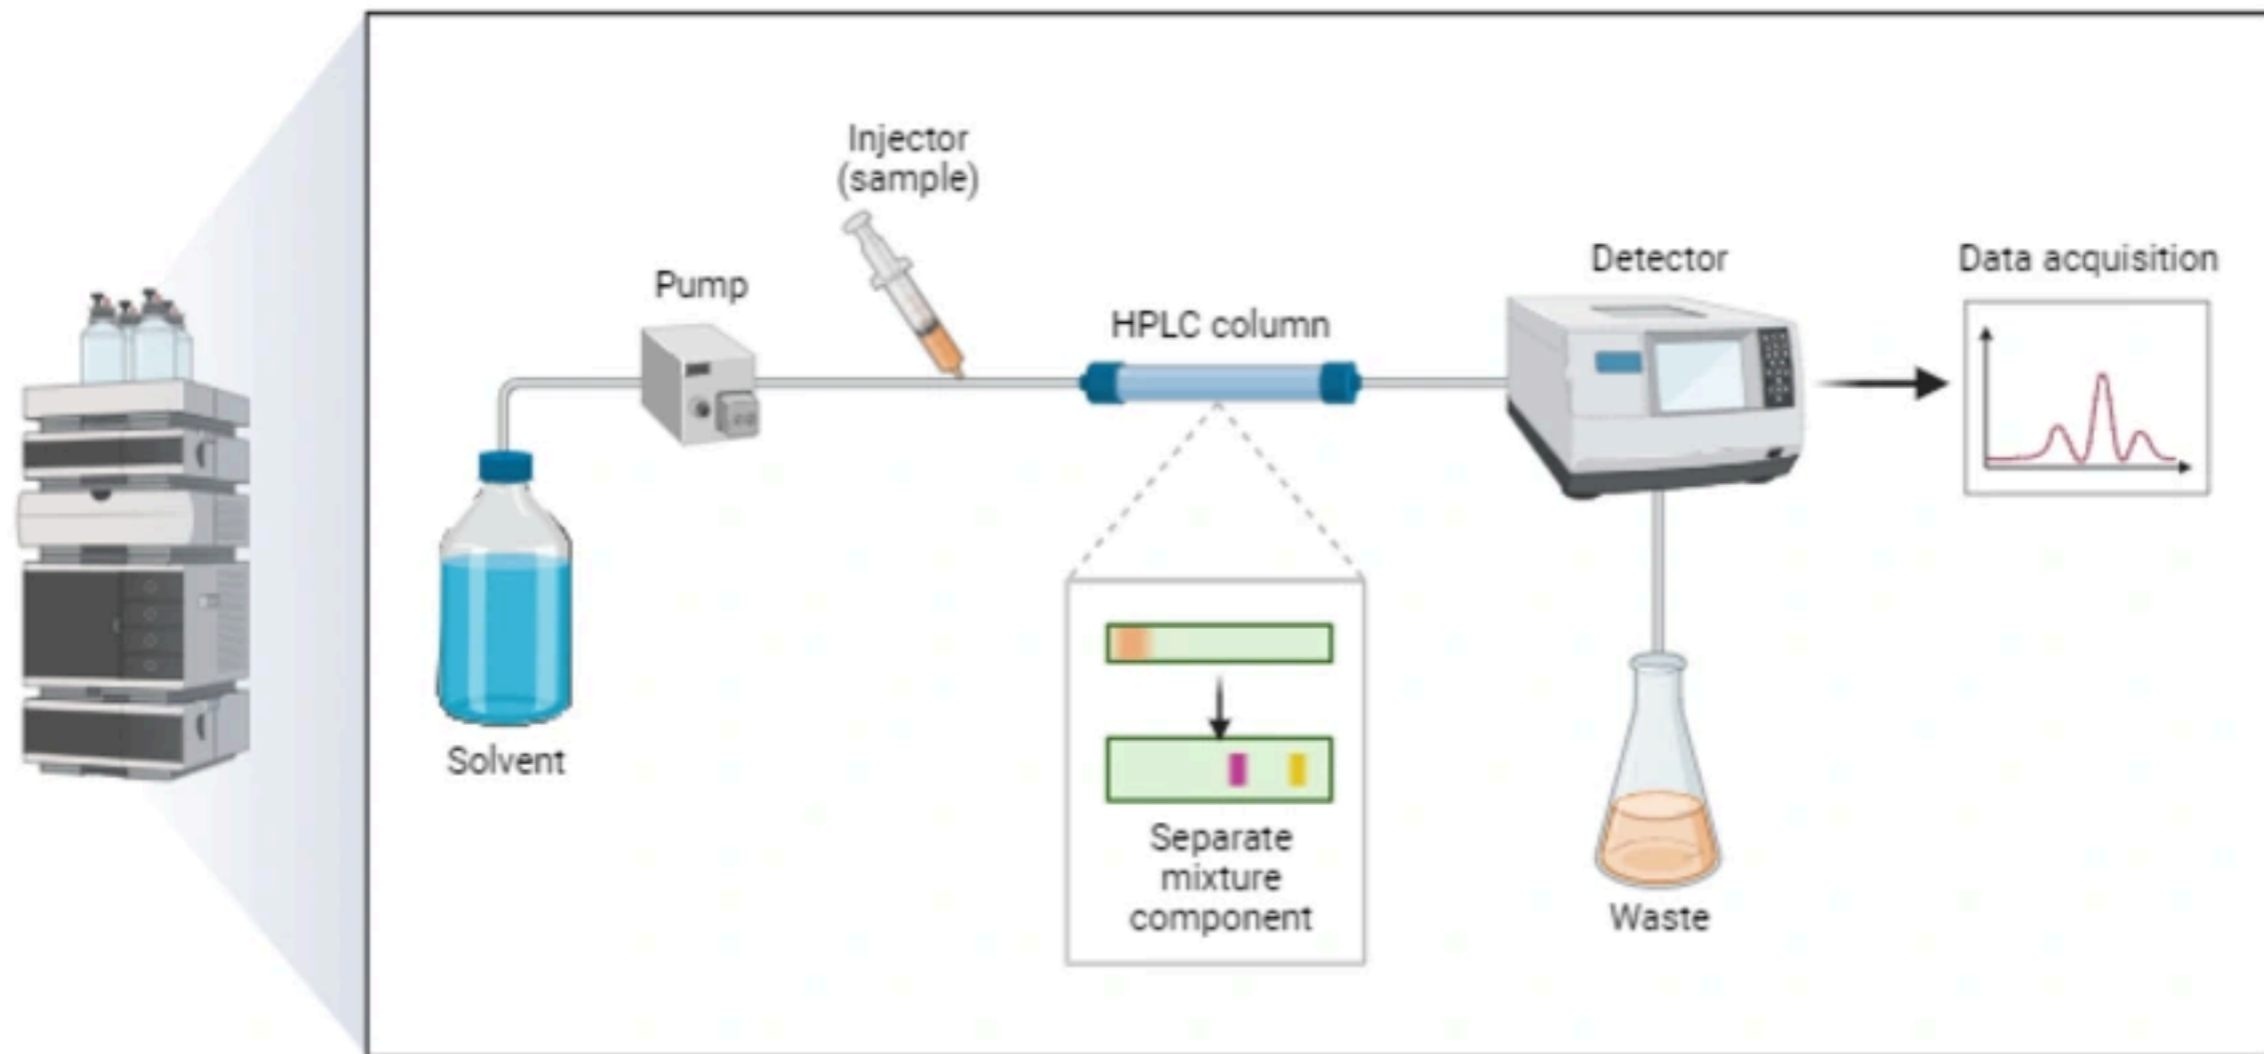 Injector
(sample)
Pump
HPLC column
Detector
Data acquisition
Solvent
Separate
mixture
component
Waste